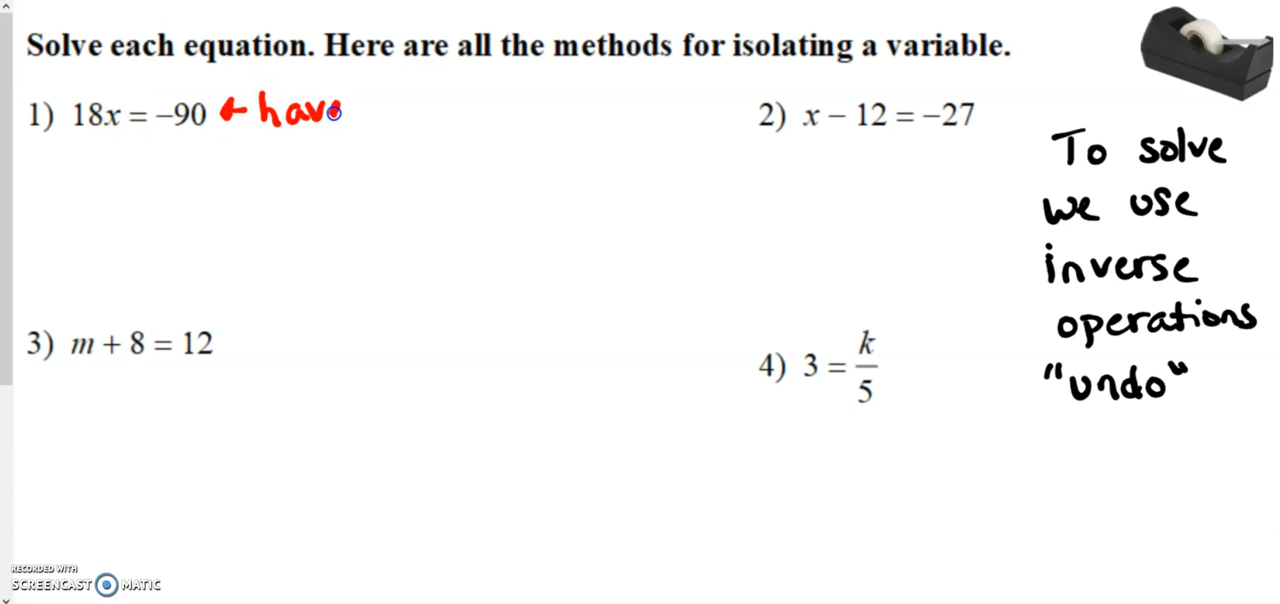 Solve each equation. Here are all the methods for isolating a variable.
1) 18x = −90 ← hav
2) x − 12 = −27
To solve
we use
inverse
operations
"undo"
3) m + 8 = 12
4) 3 = k/5
RECORDED WITH
SCREENCAST MATIC